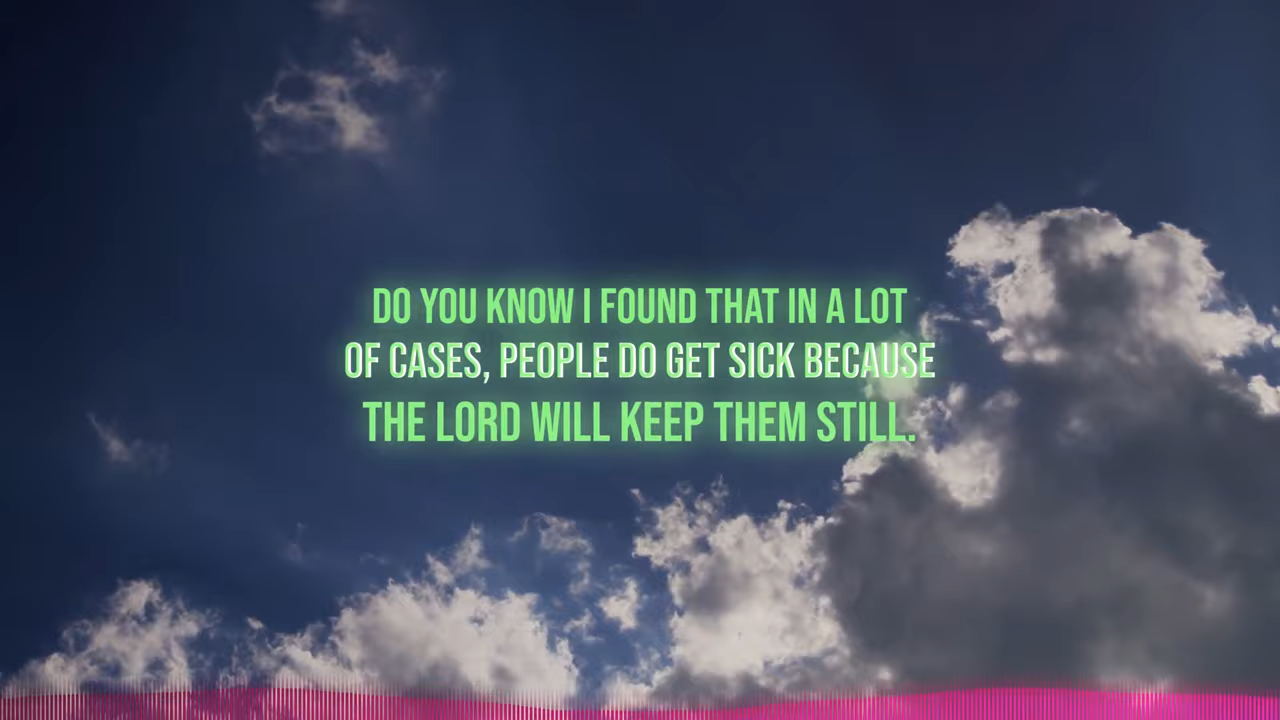 DO YOU KNOW I FOUND THAT IN A LOT
OF CASES, PEOPLE DO GET SICK BECAUSE
THE LORD WILL KEEP THEM STILL.